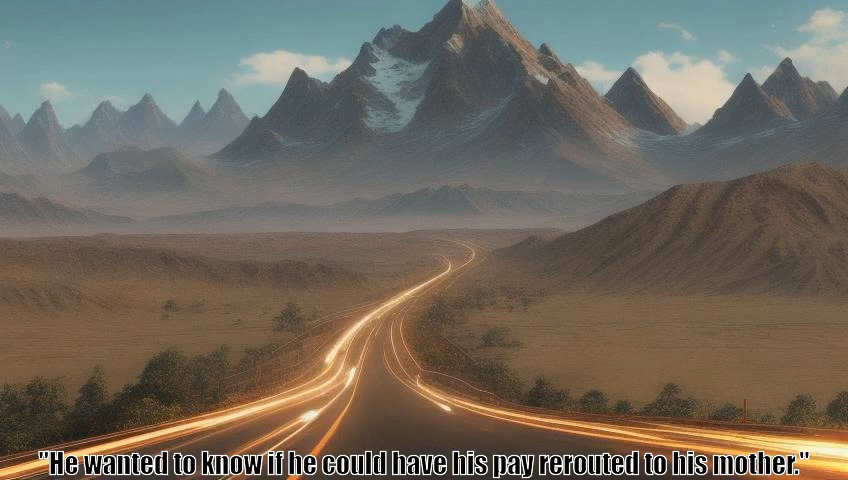 "He wanted to know if he could have his pay rerouted to his mother."